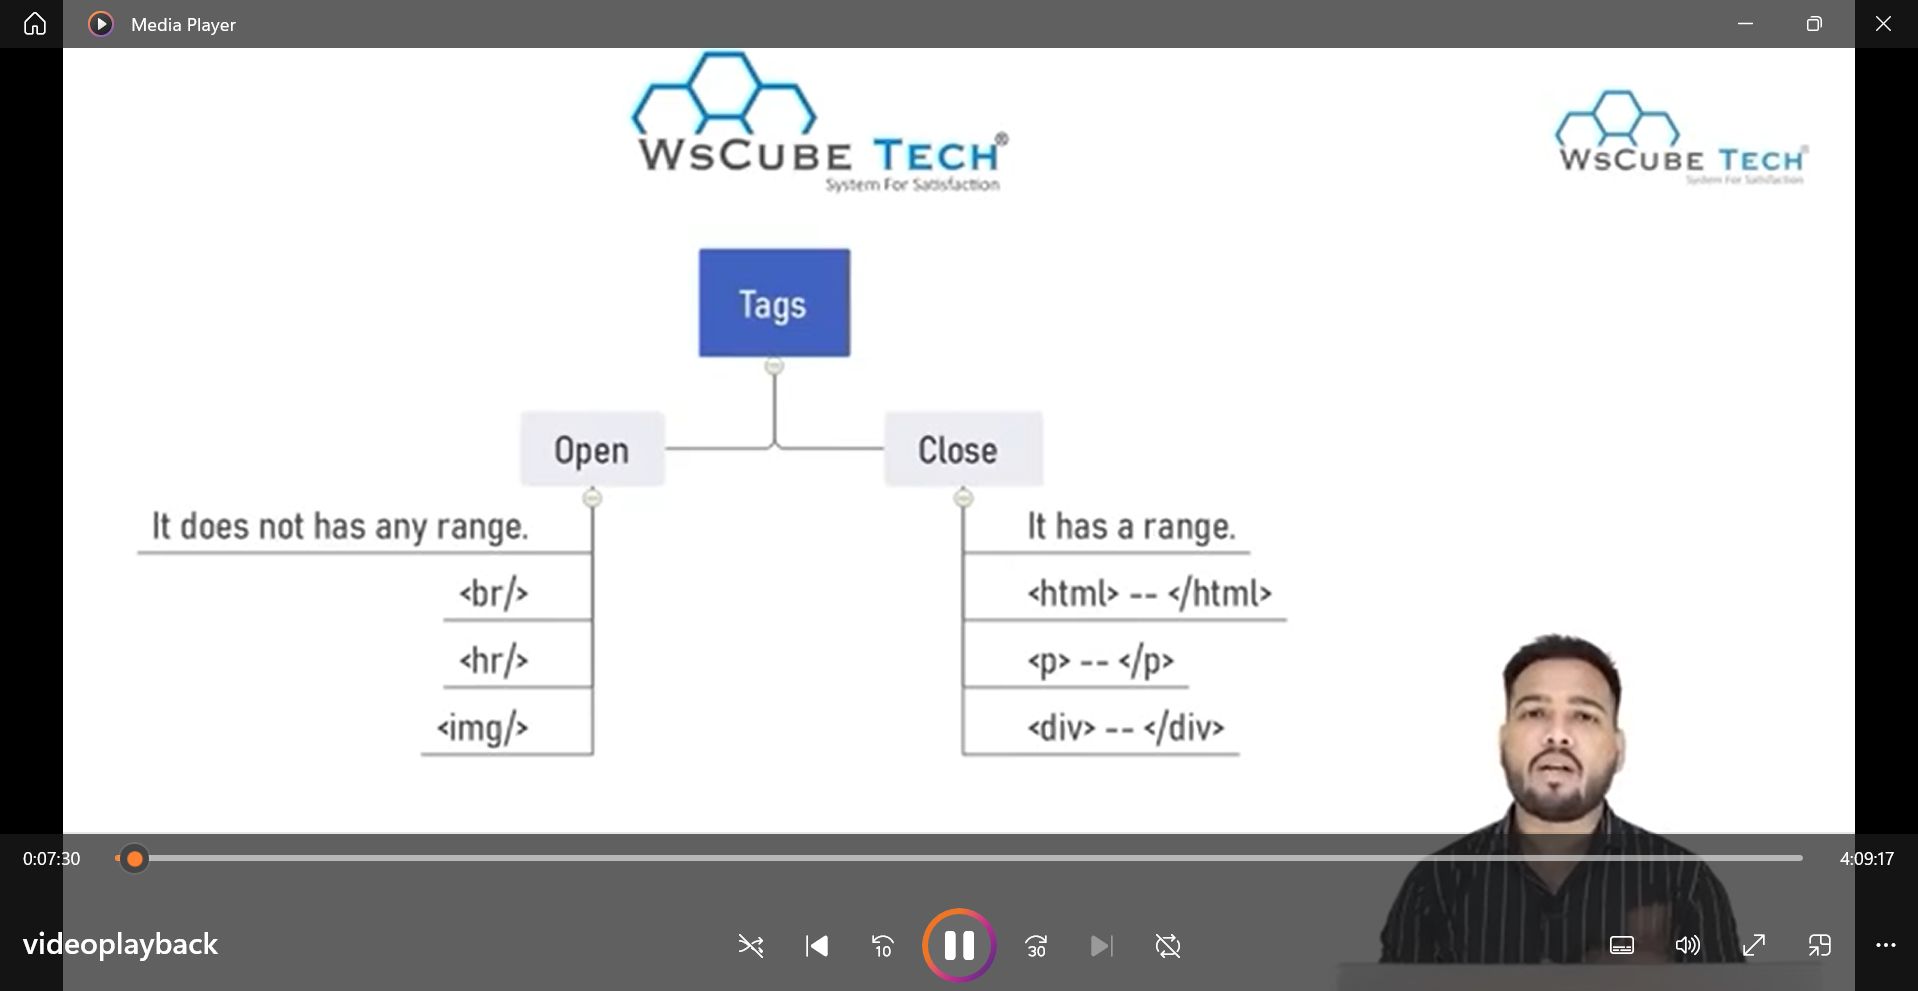 Media Player
WsCube Tech®
System For Satisfaction
WsCube Tech®
System For Satisfaction
Tags
Open
Close
It does not has any range.
<br/>
<hr/>
<img/>
It has a range.
<html> -- </html>
<p> -- </p>
<div> -- </div>
0:07:30
4:09:17
videoplayback
10
30